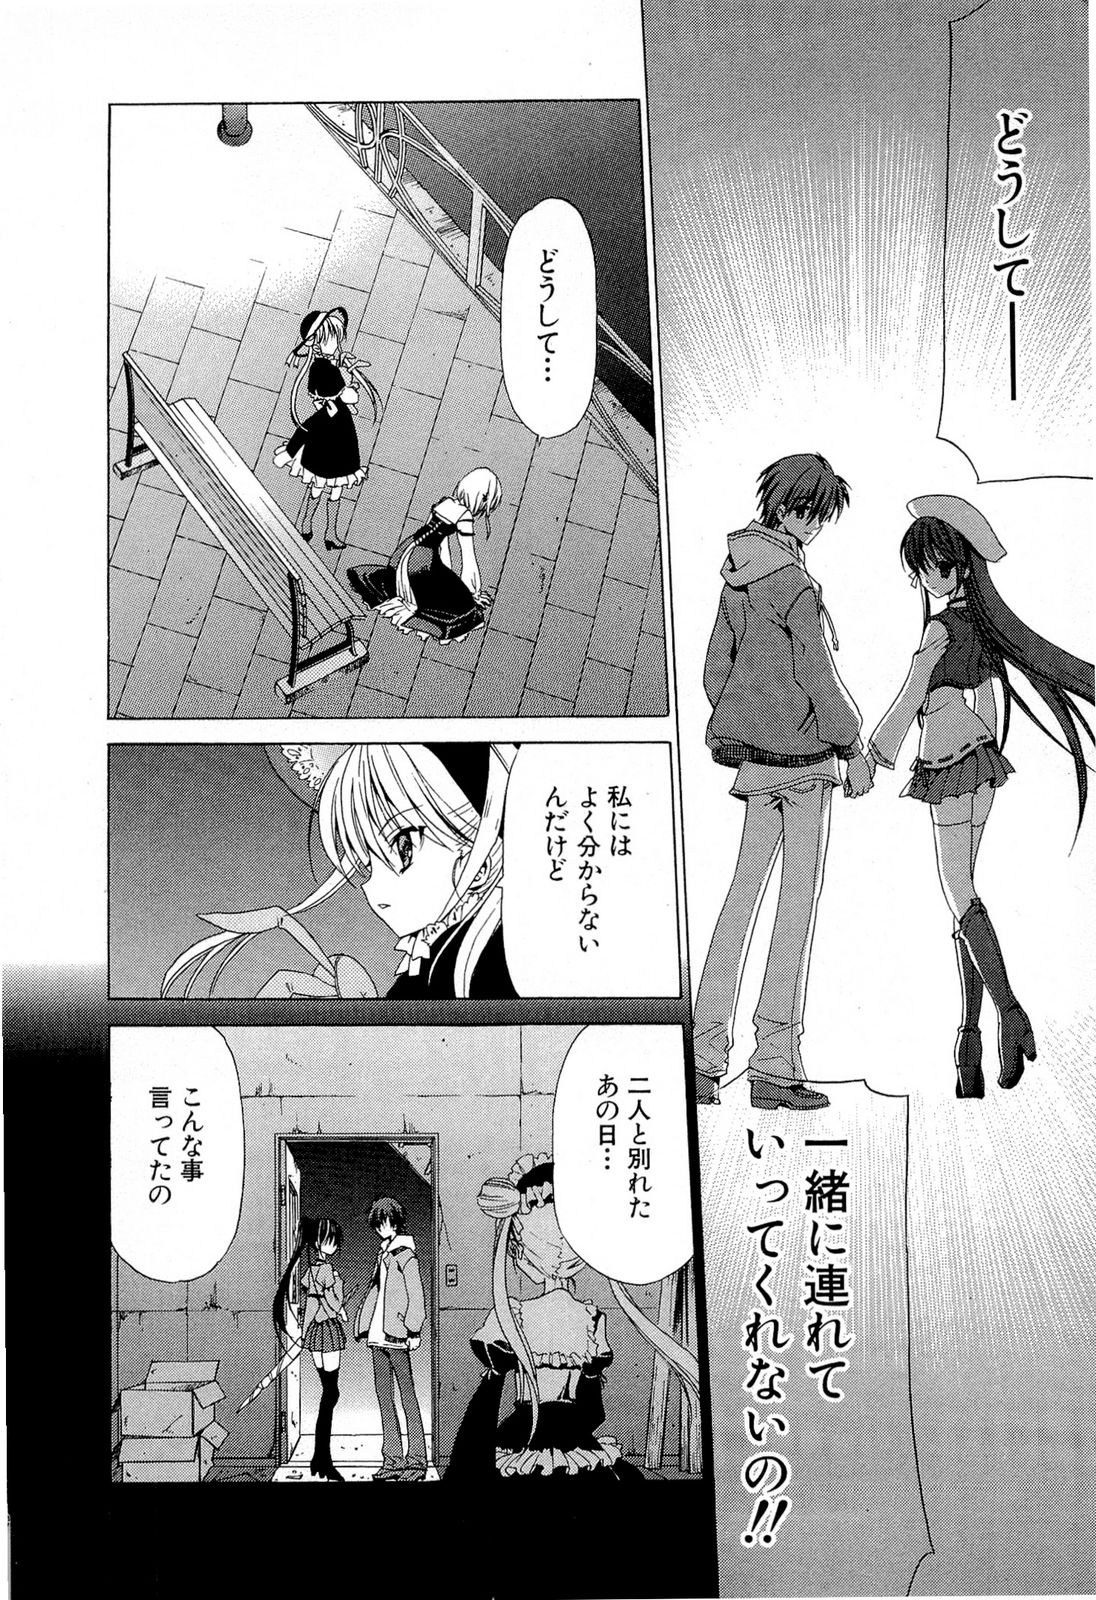 どうして――
一緒に連れて
いってくれないの!!
どうして…
私には
よく分からない
んだけど
二人と別れた
あの日…
こんな事
言ってたの